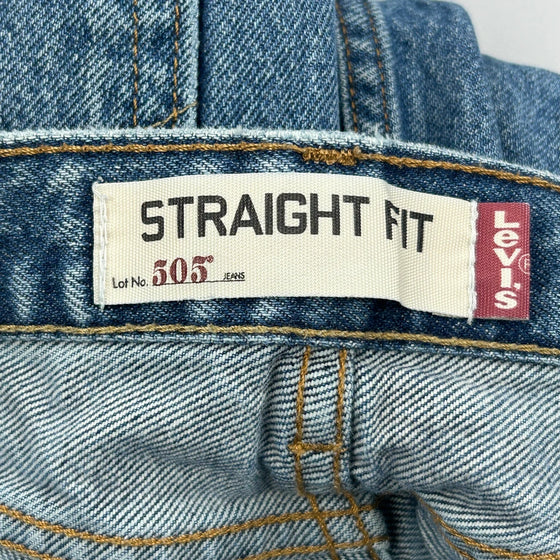 STRAIGHT FIT
Lot No. 505® JEANS
Levi's ®